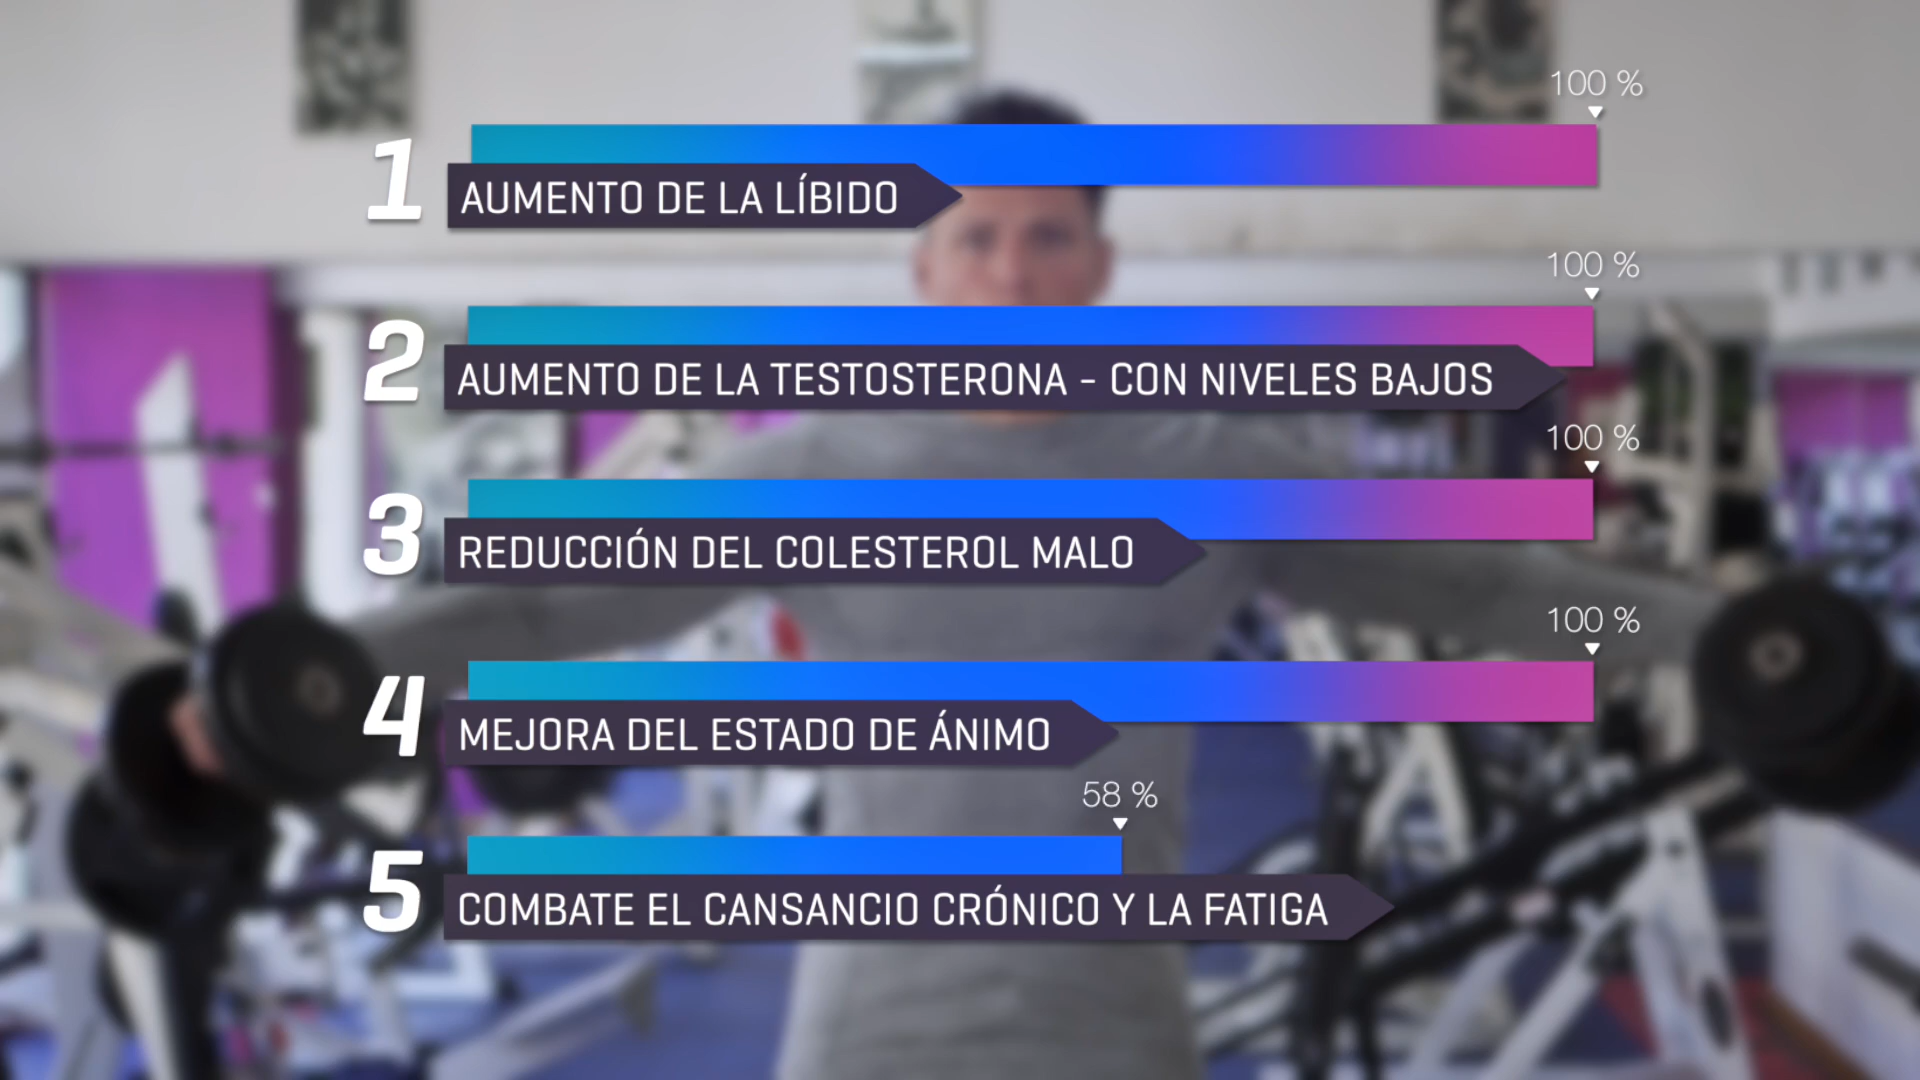 100 %
1
AUMENTO DE LA LÍBIDO
100 %
2
AUMENTO DE LA TESTOSTERONA - CON NIVELES BAJOS
100 %
3
REDUCCIÓN DEL COLESTEROL MALO
100 %
4
MEJORA DEL ESTADO DE ÁNIMO
58 %
5
COMBATE EL CANSANCIO CRÓNICO Y LA FATIGA